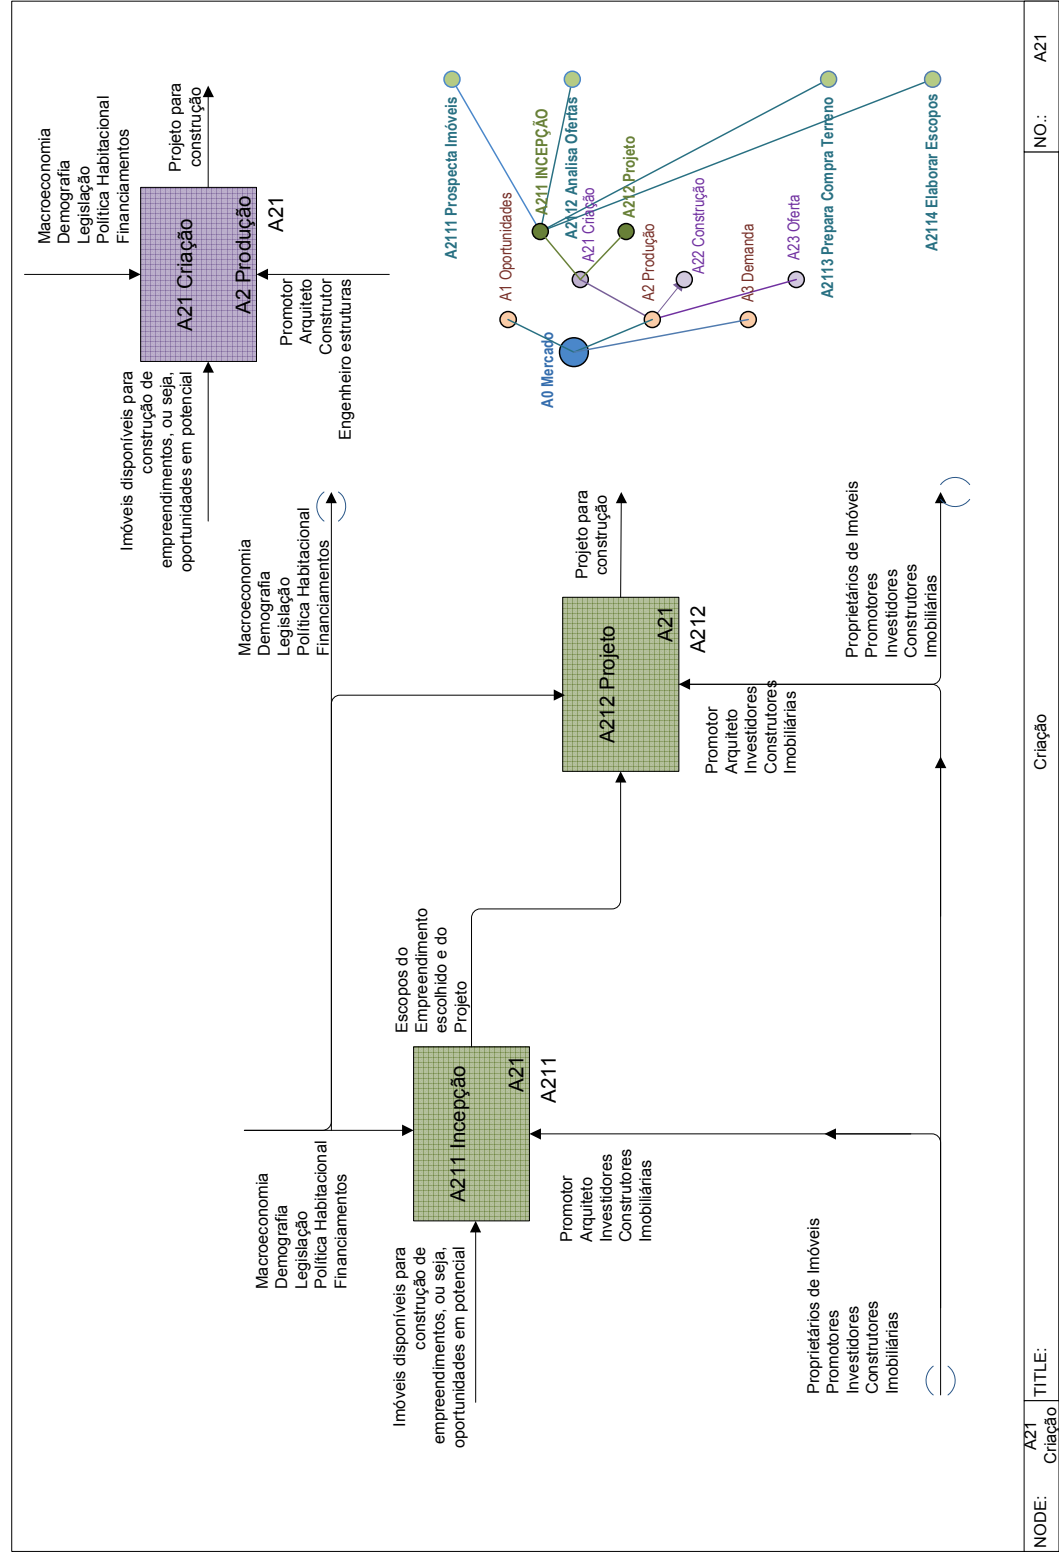 Macroeconomia
Demografia
Legislação
Política Habitacional
Financiamentos
Imóveis disponíveis para
construção de
empreendimentos, ou seja,
oportunidades em potencial
A21 Criação
A2 Produção
A21
Projeto para
construção
Promotor
Arquiteto
Construtor
Engenheiro estruturas
Macroeconomia
Demografia
Legislação
Política Habitacional
Financiamentos
Macroeconomia
Demografia
Legislação
Política Habitacional
Financiamentos
Imóveis disponíveis para
construção de
empreendimentos, ou seja,
oportunidades em potencial
A211 Incepção
A21
A211
Escopos do
Empreendimento
escolhido e do
Projeto
Promotor
Arquiteto
Investidores
Construtores
Imobiliárias
A212 Projeto
A21
A212
Projeto para
construção
Promotor
Arquiteto
Investidores
Construtores
Imobiliárias
Proprietários de Imóveis
Promotores
Investidores
Construtores
Imobiliárias
Proprietários de Imóveis
Promotores
Investidores
Construtores
Imobiliárias
A2111 Prospecta Imóveis
A1 Oportunidades
A211 INCEPÇÃO
A0 Mercado
A2112 Analisa Ofertas
A21 Criação
A212 Projeto
A2 Produção
A22 Construção
A3 Demanda
A23 Oferta
A2113 Prepara Compra Terreno
A2114 Elaborar Escopos
NODE:
A21
Criação
TITLE:
Criação
NO.:
A21